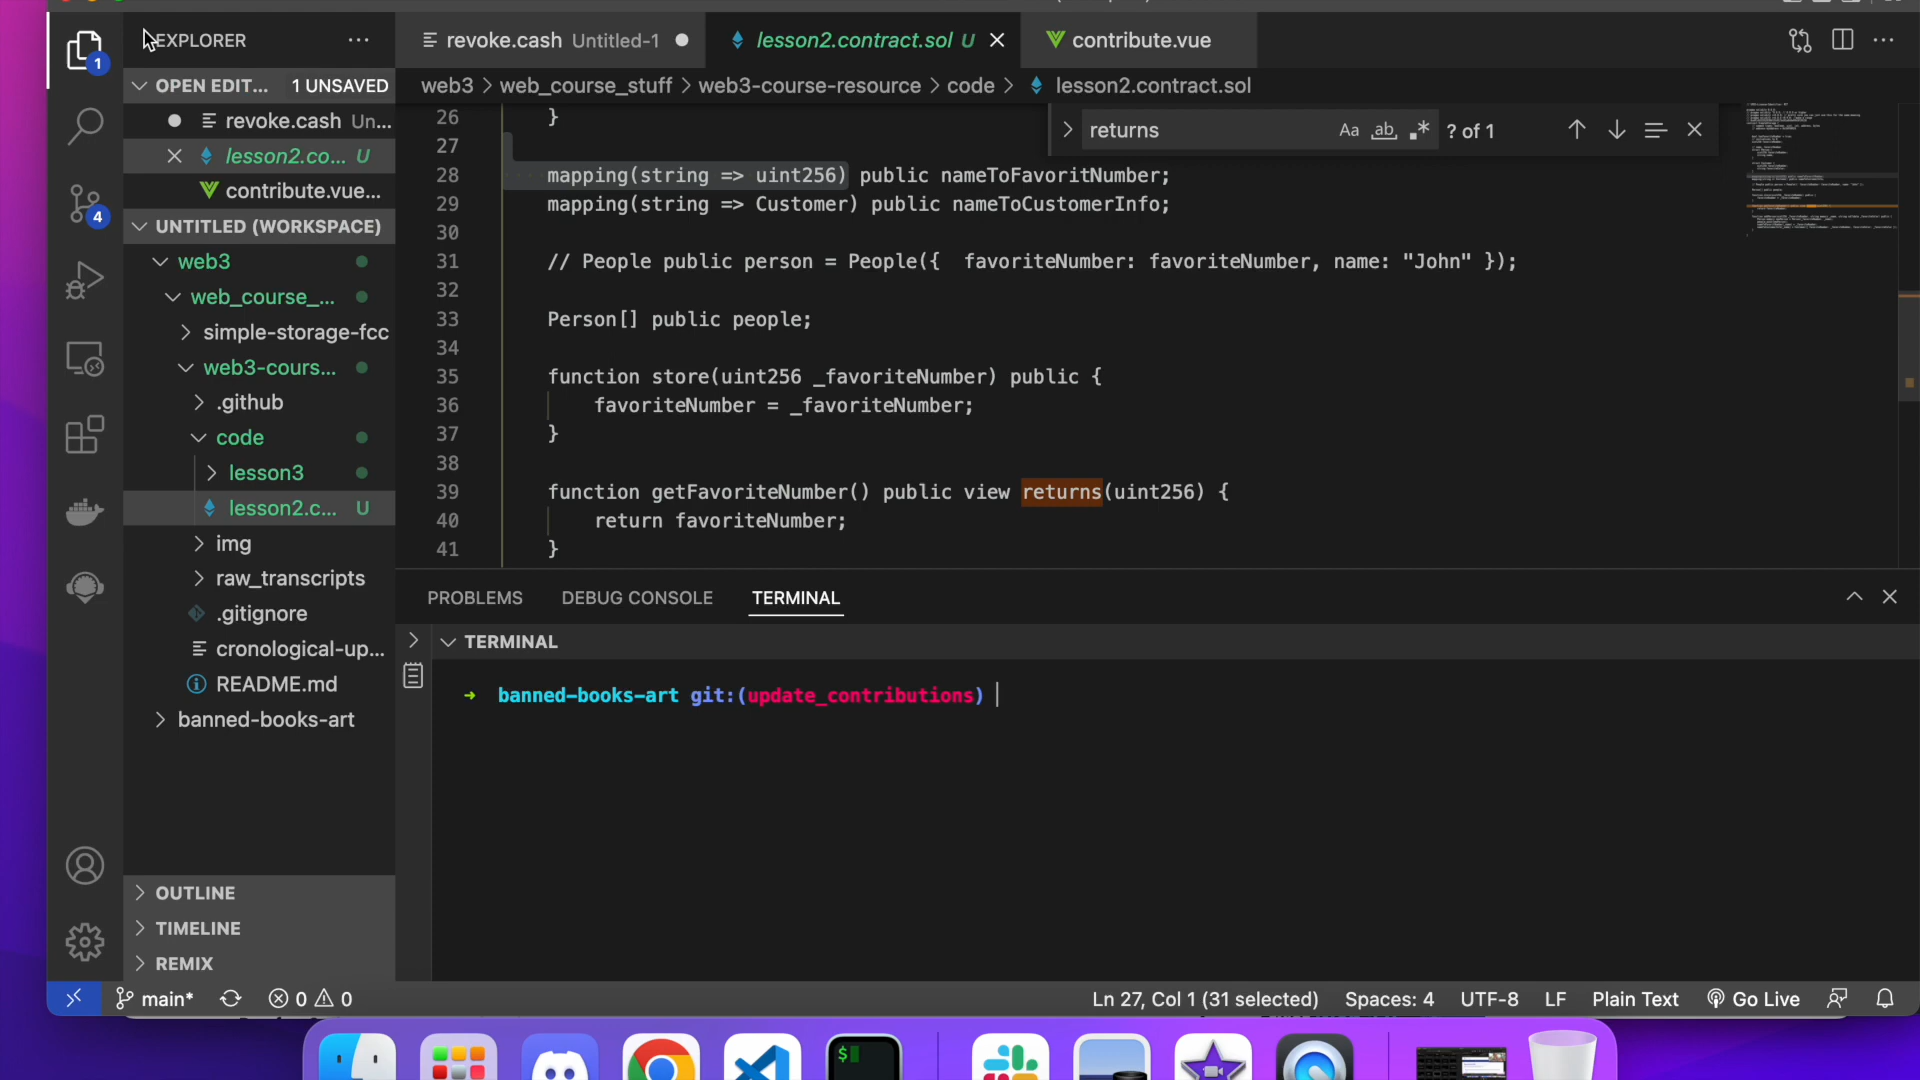 EXPLORER
revoke.cash Untitled-1
lesson2.contract.sol U
contribute.vue
OPEN EDIT... 1 UNSAVED
revoke.cash Un...
lesson2.co... U
contribute.vue...
UNTITLED (WORKSPACE)
web3
web_course_...
simple-storage-fcc
web3-cours...
.github
code
lesson3
lesson2.c... U
img
raw_transcripts
.gitignore
cronological-up...
README.md
banned-books-art
OUTLINE
TIMELINE
REMIX
1
4
web3 > web_course_stuff > web3-course-resource > code > lesson2.contract.sol
returns Aa ab .* ? of 1
26 }
27
28 mapping(string => uint256) public nameToFavoritNumber;
29 mapping(string => Customer) public nameToCustomerInfo;
30
31 // People public person = People({  favoriteNumber: favoriteNumber, name: "John" });
32
33 Person[] public people;
34
35 function store(uint256 _favoriteNumber) public {
36 favoriteNumber = _favoriteNumber;
37 }
38
39 function getFavoriteNumber() public view returns(uint256) {
40 return favoriteNumber;
41 }
PROBLEMS DEBUG CONSOLE TERMINAL
TERMINAL
→ banned-books-art git:(update_contributions)
main* 0 0 Ln 27, Col 1 (31 selected) Spaces: 4 UTF-8 LF Plain Text Go Live
$